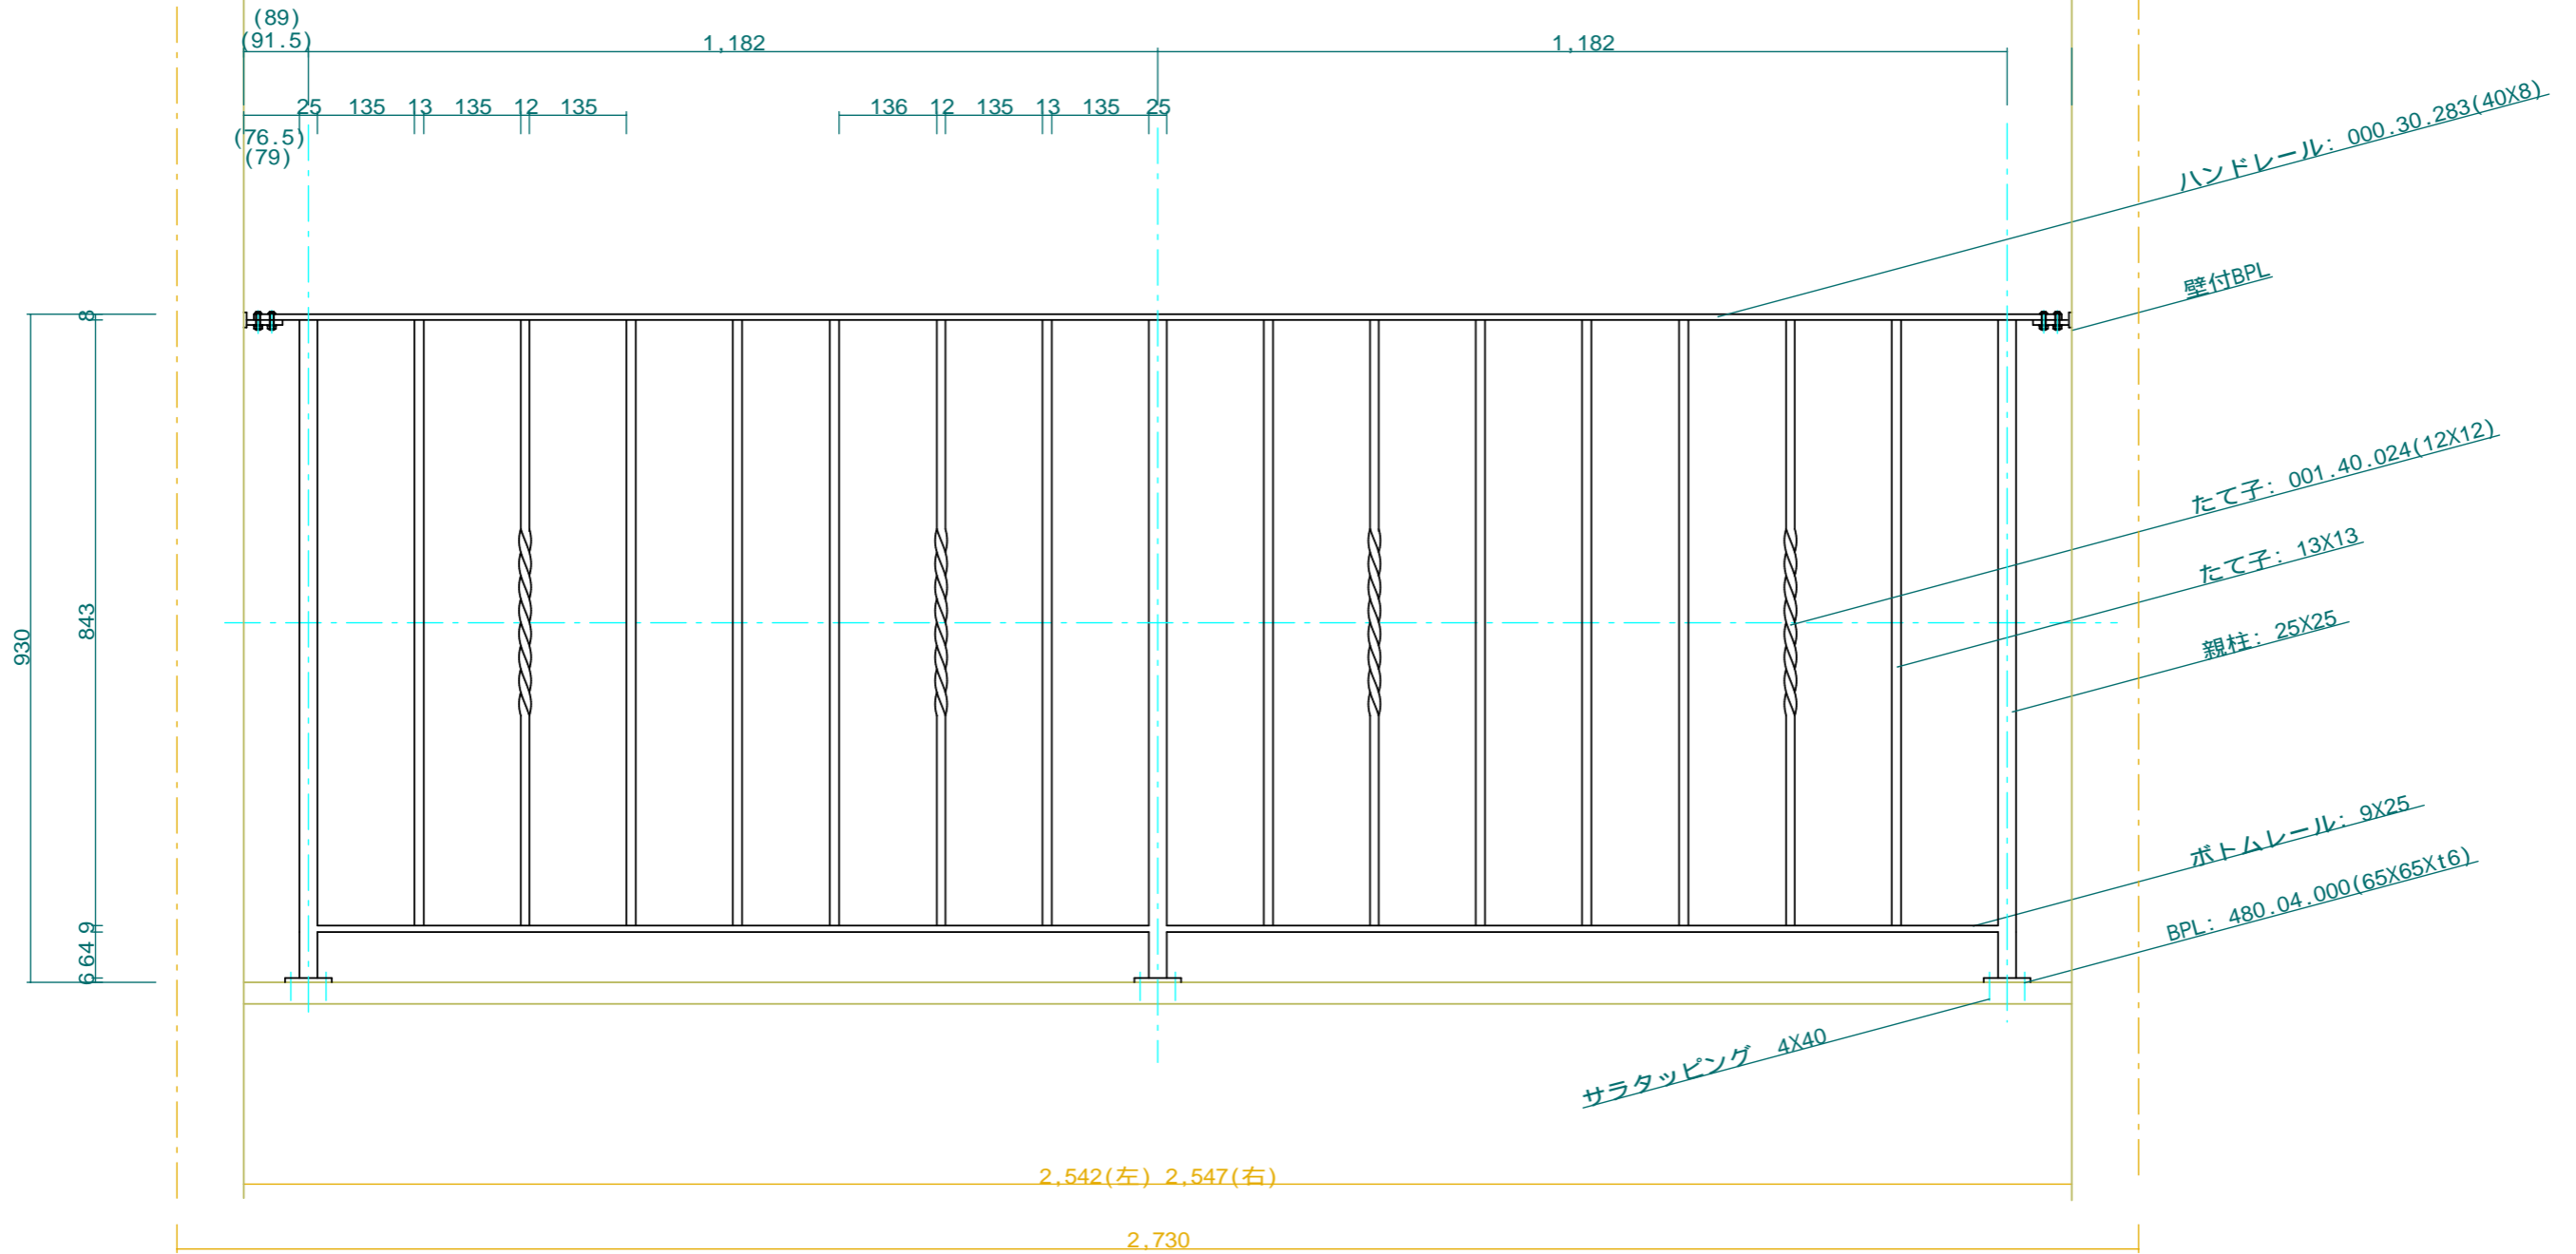 (89)
(91.5)
1,182
1,182
25
135
13
135
12
135
136
12
135
13
135
25
(76.5)
(79)
ハンドレール: 000.30.283(40X8)
壁付BPL
8
たて子: 001.40.024(12X12)
たて子: 13X13
親柱: 25X25
843
930
ボトムレール: 9X25
BPL: 480.04.000(65X65Xt6)
9
64
6
サラタッピング 4X40
2,542(左) 2,547(右)
2,730